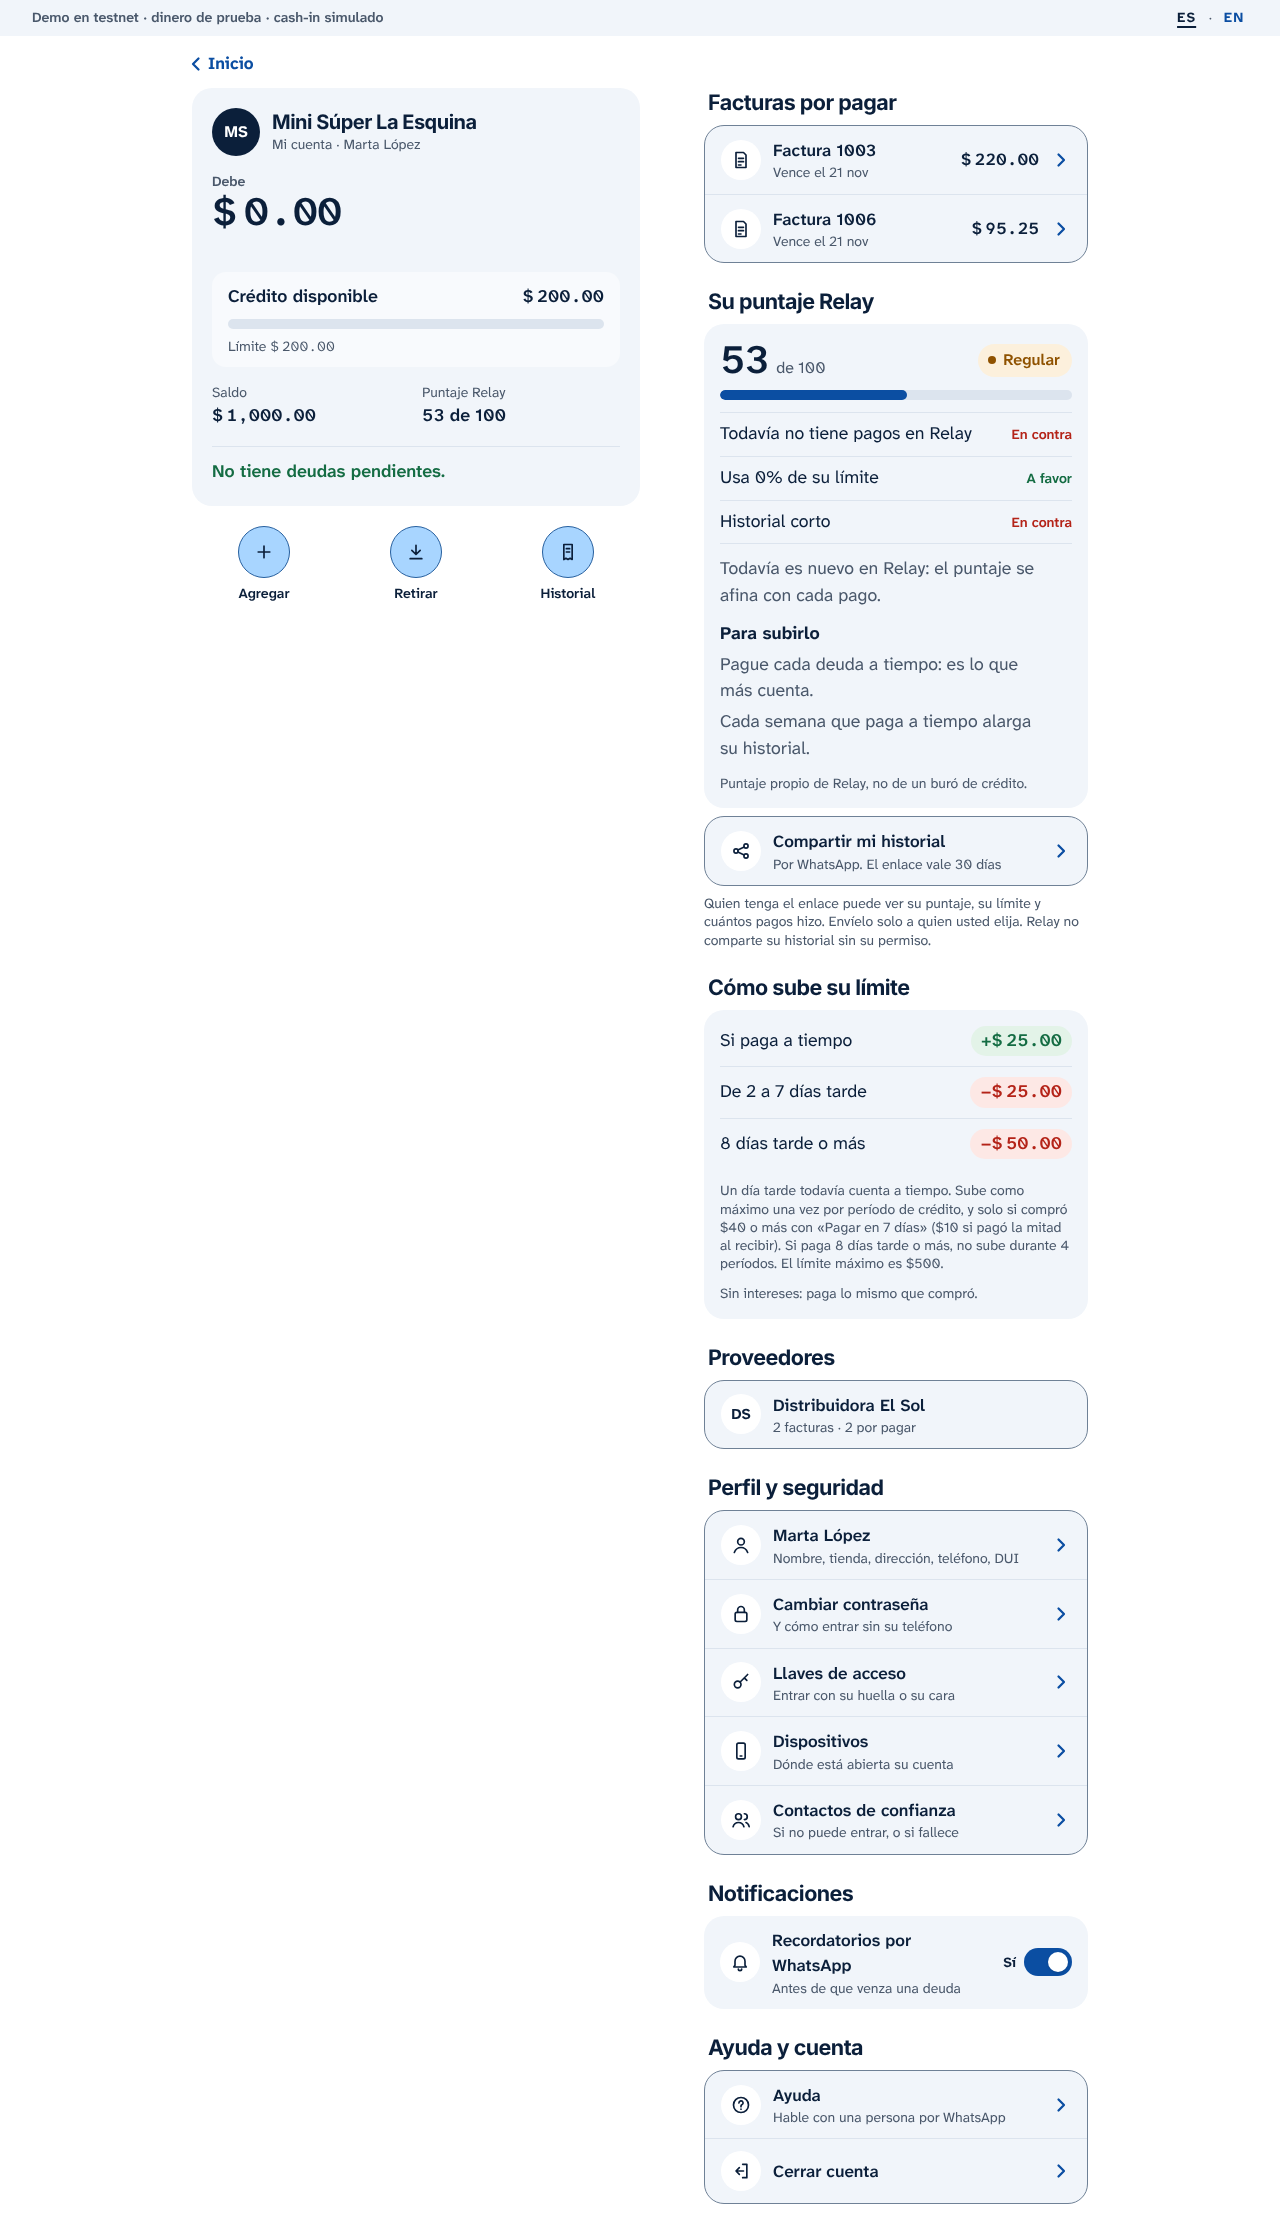 Demo en testnet · dinero de prueba · cash-in simulado
ES · EN
Inicio
MS
Mini Súper La Esquina
Mi cuenta · Marta López
Debe
$0.00
Crédito disponible
$200.00
Límite $200.00
Saldo
$1,000.00
Puntaje Relay
53 de 100
No tiene deudas pendientes.
Agregar
Retirar
Historial
Facturas por pagar
Factura 1003
Vence el 21 nov
$220.00
Factura 1006
Vence el 21 nov
$95.25
Su puntaje Relay
53 de 100
Regular
Todavía no tiene pagos en Relay
En contra
Usa 0% de su límite
A favor
Historial corto
En contra
Todavía es nuevo en Relay: el puntaje se
afina con cada pago.
Para subirlo
Pague cada deuda a tiempo: es lo que
más cuenta.
Cada semana que paga a tiempo alarga
su historial.
Puntaje propio de Relay, no de un buró de crédito.
Compartir mi historial
Por WhatsApp. El enlace vale 30 días
Quien tenga el enlace puede ver su puntaje, su límite y
cuántos pagos hizo. Envíelo solo a quien usted elija. Relay no
comparte su historial sin su permiso.
Cómo sube su límite
Si paga a tiempo
+$25.00
De 2 a 7 días tarde
−$25.00
8 días tarde o más
−$50.00
Un día tarde todavía cuenta a tiempo. Sube como
máximo una vez por período de crédito, y solo si compró
$40 o más con «Pagar en 7 días» ($10 si pagó la mitad
al recibir). Si paga 8 días tarde o más, no sube durante 4
períodos. El límite máximo es $500.
Sin intereses: paga lo mismo que compró.
Proveedores
DS
Distribuidora El Sol
2 facturas · 2 por pagar
Perfil y seguridad
Marta López
Nombre, tienda, dirección, teléfono, DUI
Cambiar contraseña
Y cómo entrar sin su teléfono
Llaves de acceso
Entrar con su huella o su cara
Dispositivos
Dónde está abierta su cuenta
Contactos de confianza
Si no puede entrar, o si fallece
Notificaciones
Recordatorios por
WhatsApp
Antes de que venza una deuda
Sí
Ayuda y cuenta
Ayuda
Hable con una persona por WhatsApp
Cerrar cuenta